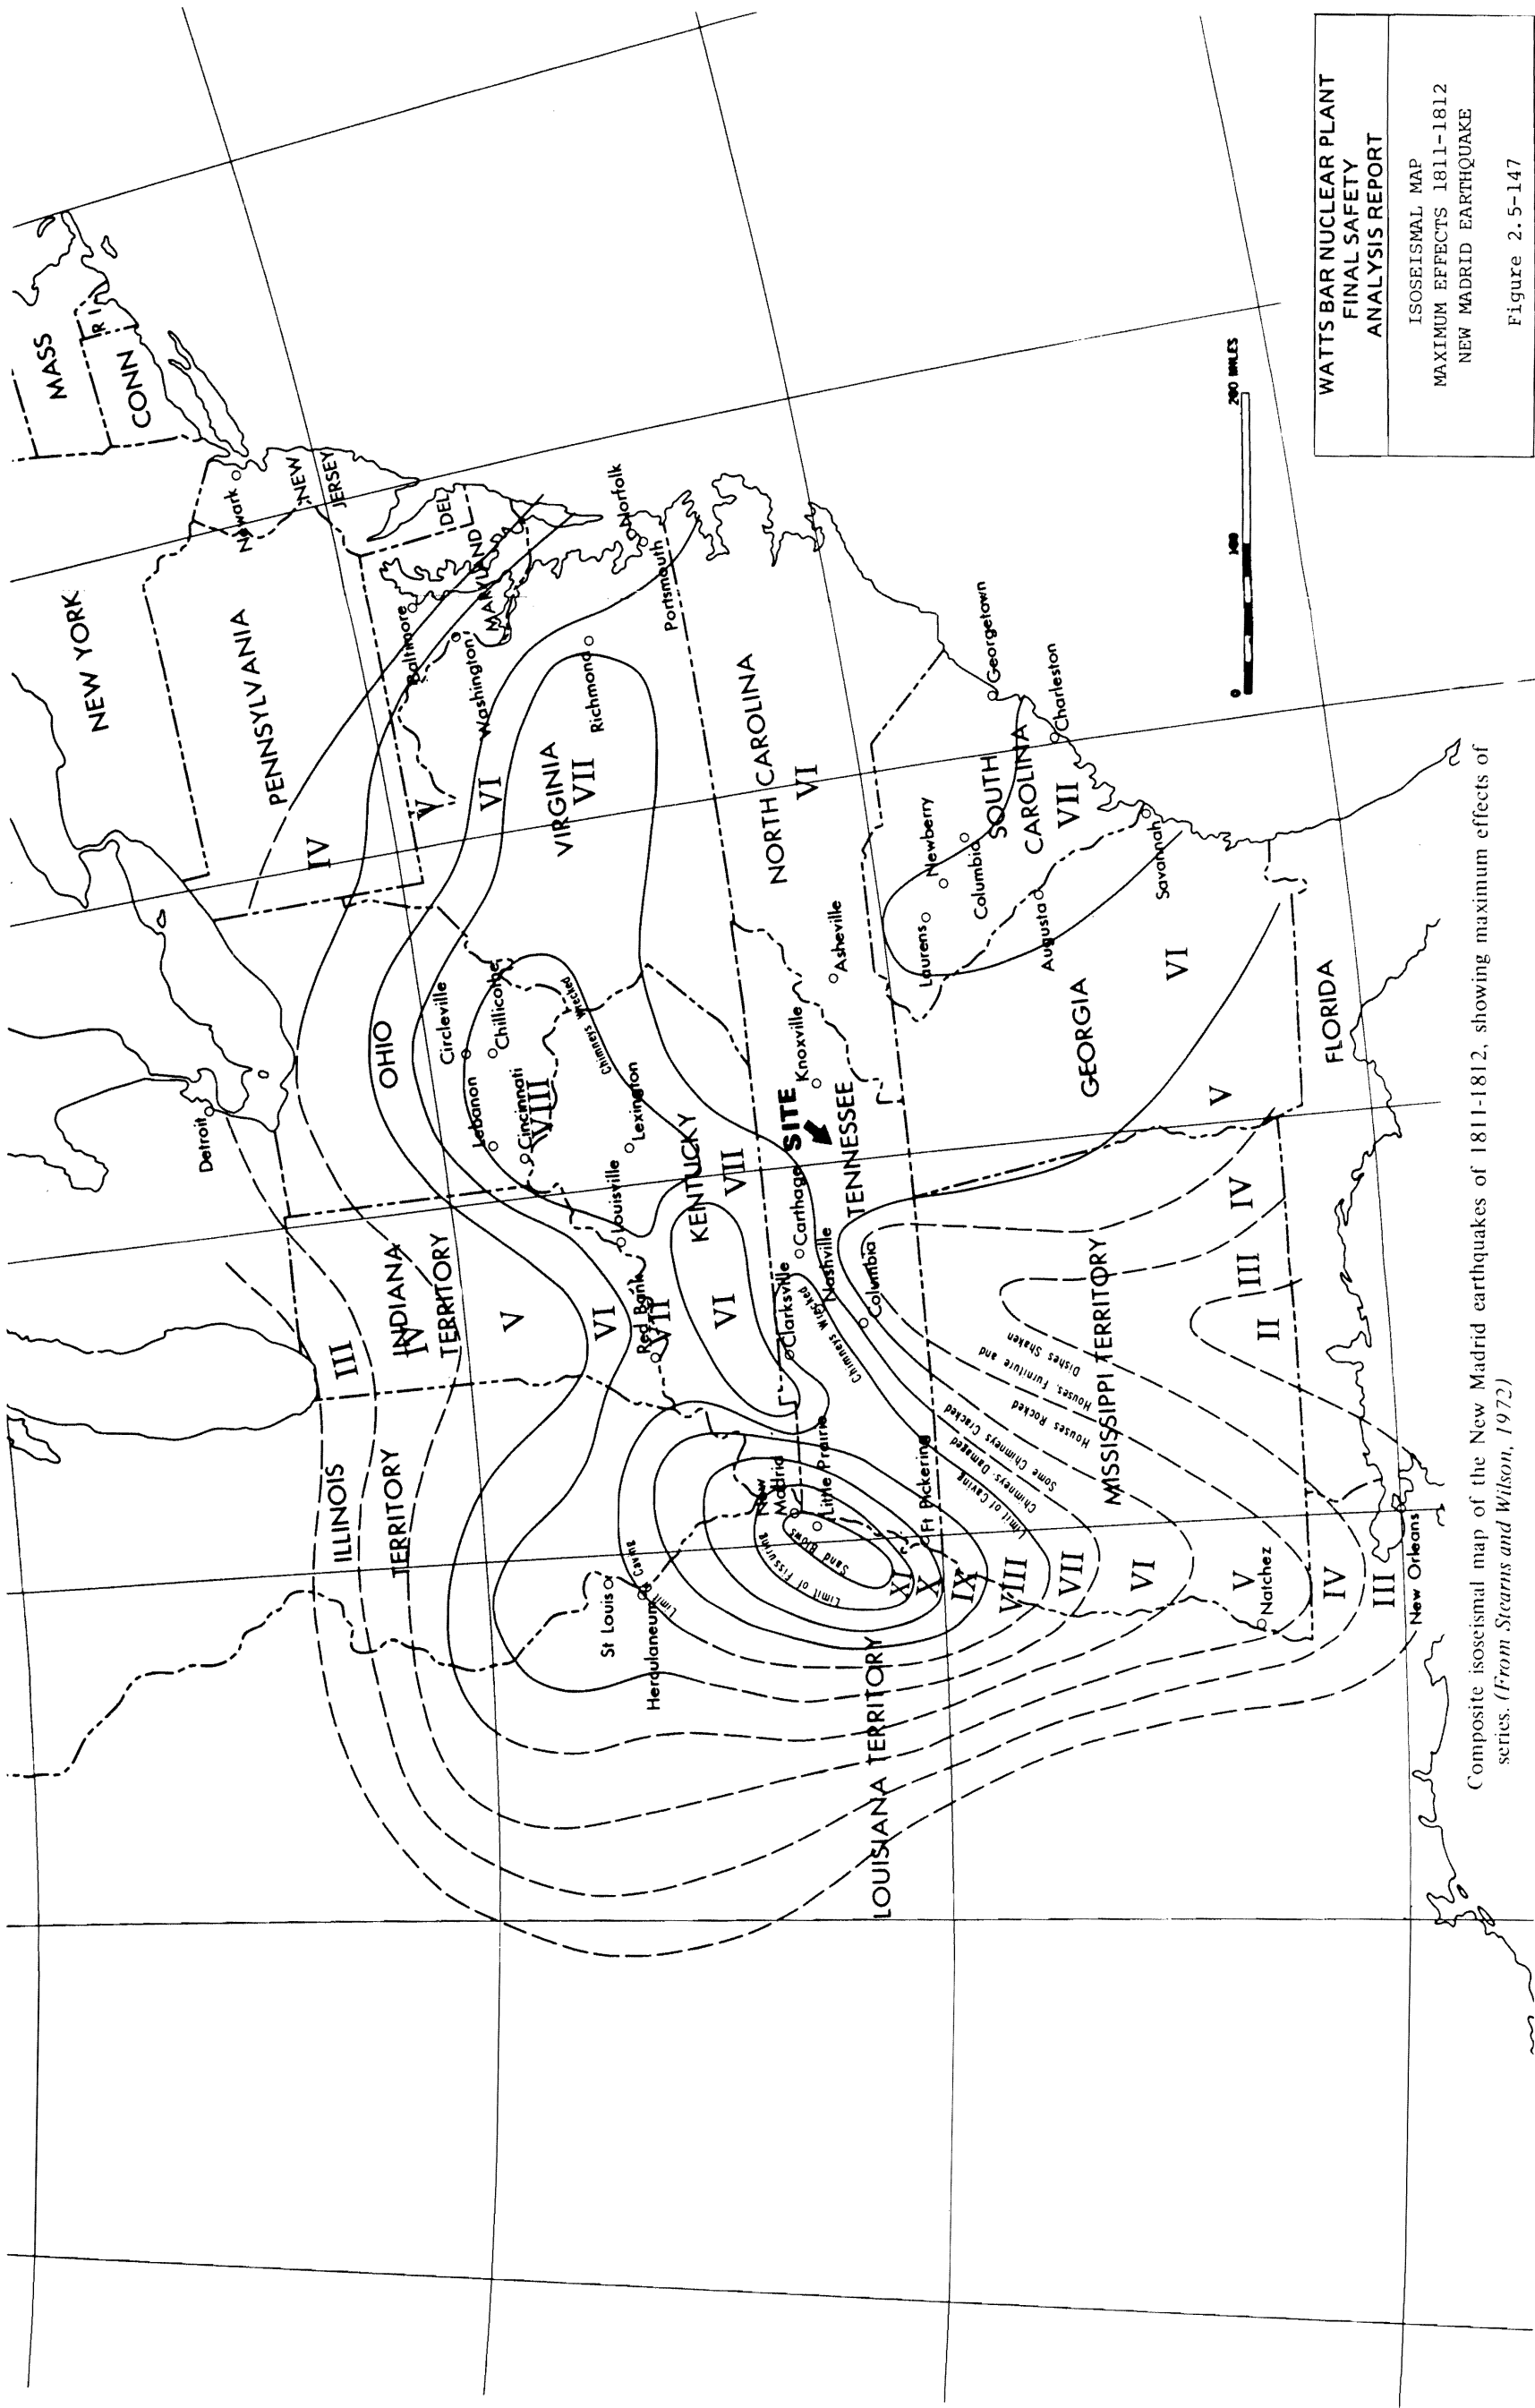 NEW YORK
MASS
CONN
R I
PENNSYLVANIA
Newark
NEW
JERSEY
DEL
MARYLAND
Baltimore
Washington
Norfolk
Portsmouth
Richmond
VIRGINIA
VII
IV
V
VI
NORTH CAROLINA
VI
Detroit
OHIO
Circleville
Chillicothe
Lebanon
Cincinnati
VIII
Chimneys Wrecked
Lexington
Louisville
KENTUCKY
VII
VI
Red Bank
VII
ILLINOIS
TERRITORY
III
INDIANA
IV
TERRITORY
V
VI
St Louis
Herculaneum
Limit of Caving
New
Madrid
Little Prairie
Sand Blows
Limit of Fissuring
Clarksville
Carthage
Nashville
Chimneys Wrecked
Columbia
SITE
Knoxville
TENNESSEE
Asheville
Laurens
Newberry
Columbia
SOUTH
CAROLINA
VII
Georgetown
Charleston
Augusta
Savannah
GEORGIA
VI
V
FLORIDA
LOUISIANA TERRITORY
Ft Pickering
XI
X
IX
VIII
VII
VI
V
Natchez
IV
III
New Orleans
Limit of Caving
Chimneys Damaged
Some Chimneys Cracked
Houses Rocked
Houses, Furniture and
Dishes Shaken
MISSISSIPPI TERRITORY
IV
III
II
0
100
200 MILES
Composite isoseismal map of the New Madrid earthquakes of 1811-1812, showing maximum effects of
series. (From Stearns and Wilson, 1972)
WATTS BAR NUCLEAR PLANT
FINAL SAFETY
ANALYSIS REPORT
ISOSEISMAL MAP
MAXIMUM EFFECTS 1811-1812
NEW MADRID EARTHQUAKE
Figure 2.5-147